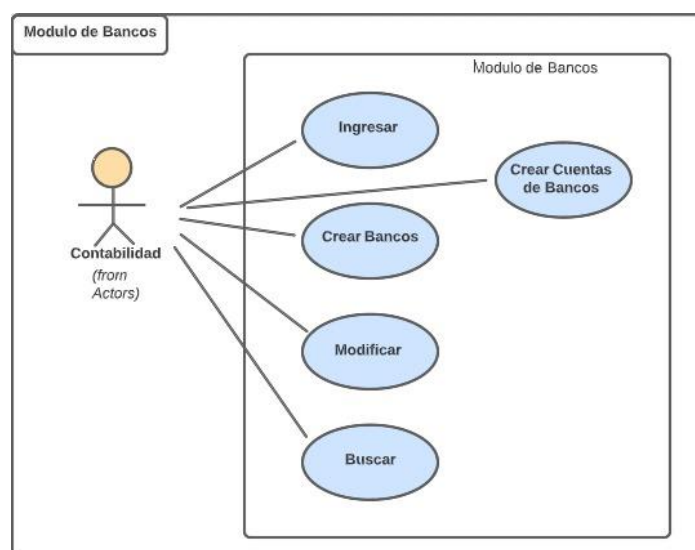 Modulo de Bancos
Modulo de Bancos
Ingresar
Crear Cuentas
de Bancos
Crear Bancos
Contabilidad
(from
Actors)
Modificar
Buscar